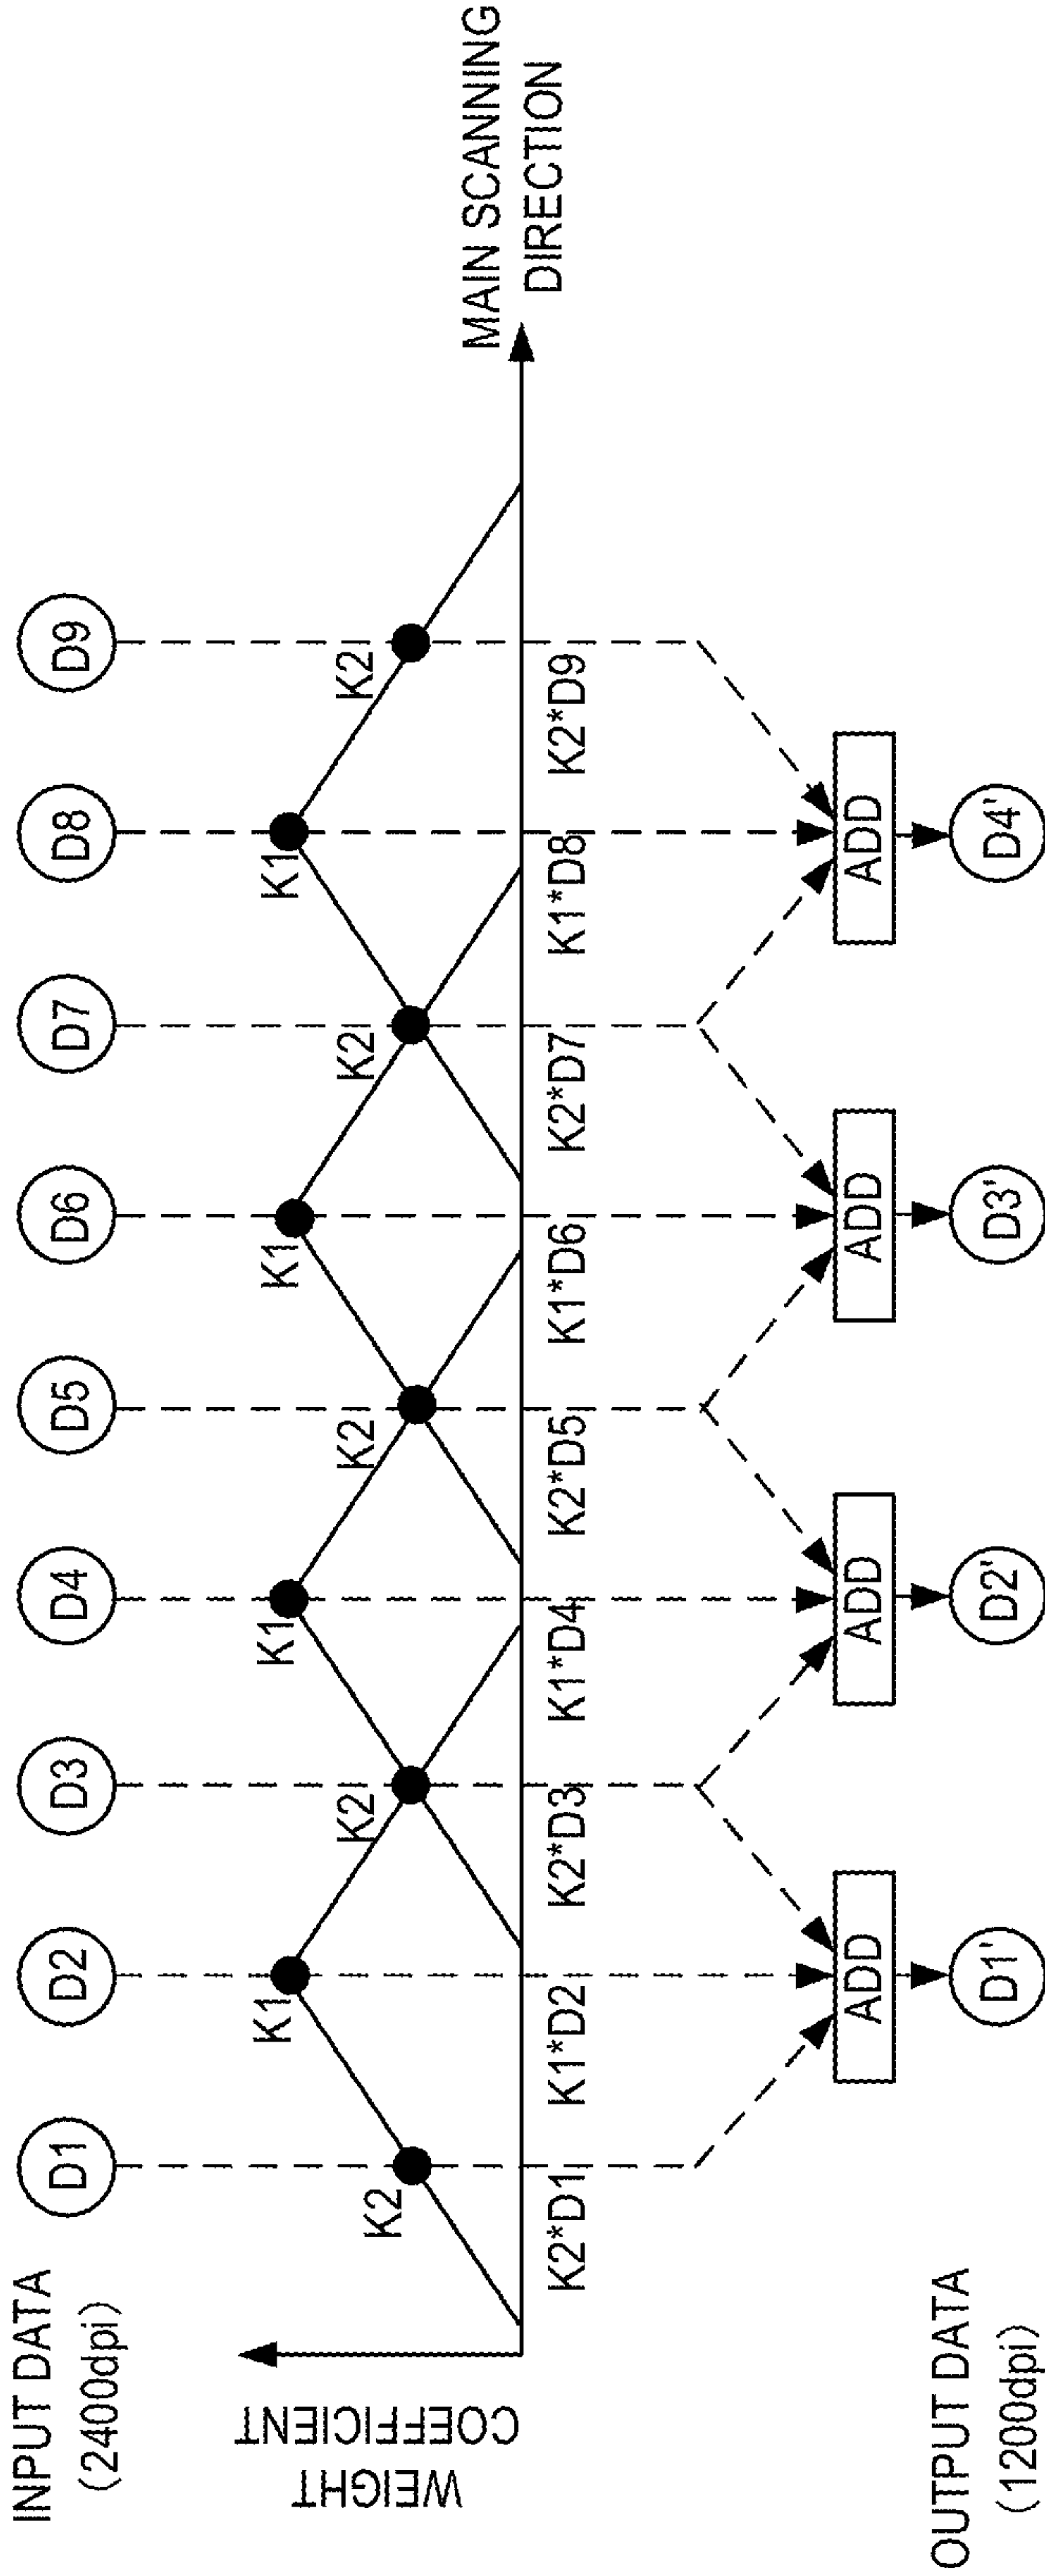 INPUT DATA
(2400dpi)
D1 D2 D3 D4 D5 D6 D7 D8 D9
WEIGHT
COEFFICIENT
K1 K1 K1 K1
K2 K2 K2 K2 K2
MAIN SCANNING
DIRECTION
K2*D1 K1*D2 K2*D3 K1*D4 K2*D5 K1*D6 K2*D7 K1*D8 K2*D9
ADD ADD ADD ADD
OUTPUT DATA
(1200dpi)
D1' D2' D3' D4'